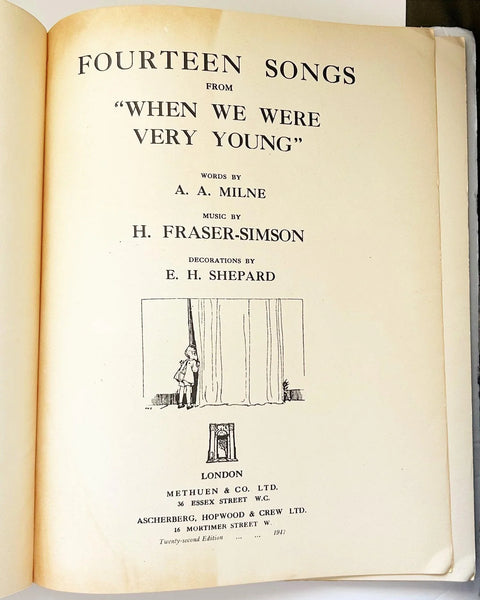 FOURTEEN SONGS
FROM
"WHEN WE WERE
VERY YOUNG"
WORDS BY
A. A. MILNE
MUSIC BY
H. FRASER-SIMSON
DECORATIONS BY
E. H. SHEPARD
LONDON
METHUEN & CO. LTD.
36 ESSEX STREET W.C.
ASCHERBERG, HOPWOOD & CREW LTD.
16 MORTIMER STREET W.
Twenty-second Edition ... ...